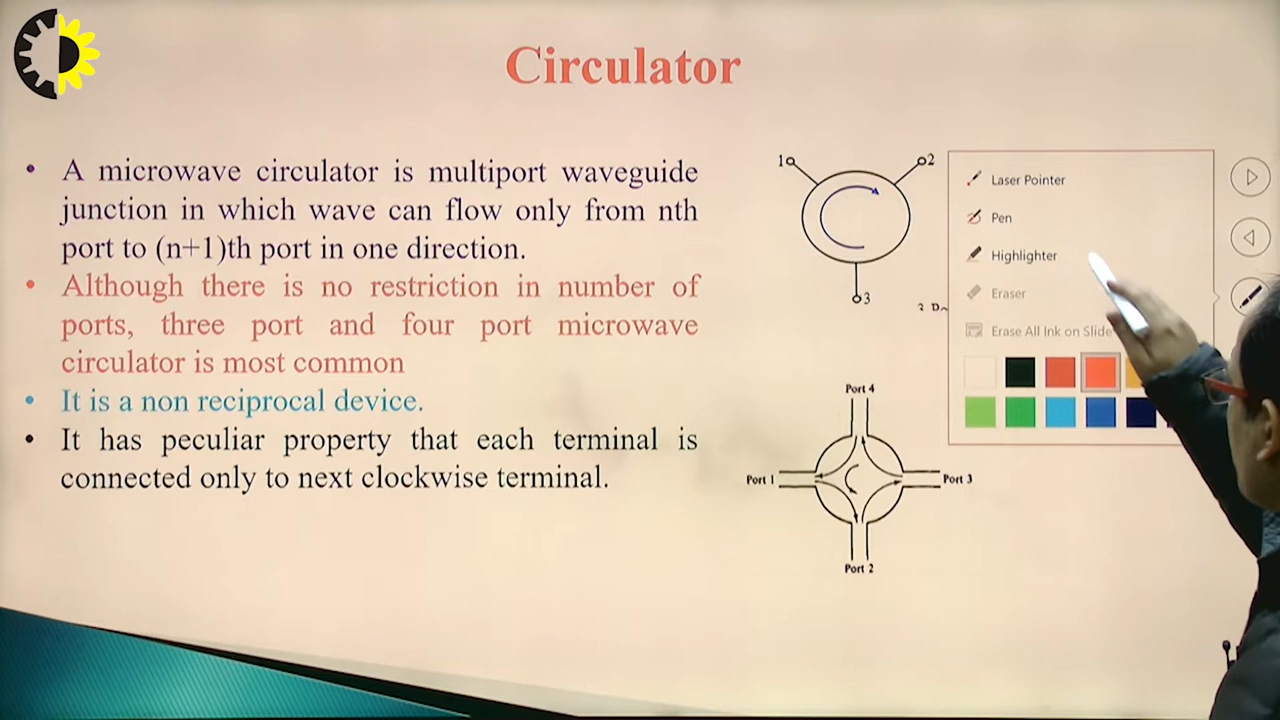 Circulator
• A microwave circulator is multiport waveguide
junction in which wave can flow only from nth
port to (n+1)th port in one direction.
• Although there is no restriction in number of
ports, three port and four port microwave
circulator is most common
• It is a non reciprocal device.
• It has peculiar property that each terminal is
connected only to next clockwise terminal.
1
2
3
Laser Pointer
Pen
Highlighter
Eraser
Erase All Ink on Slide
Port 4
Port 1
Port 3
Port 2